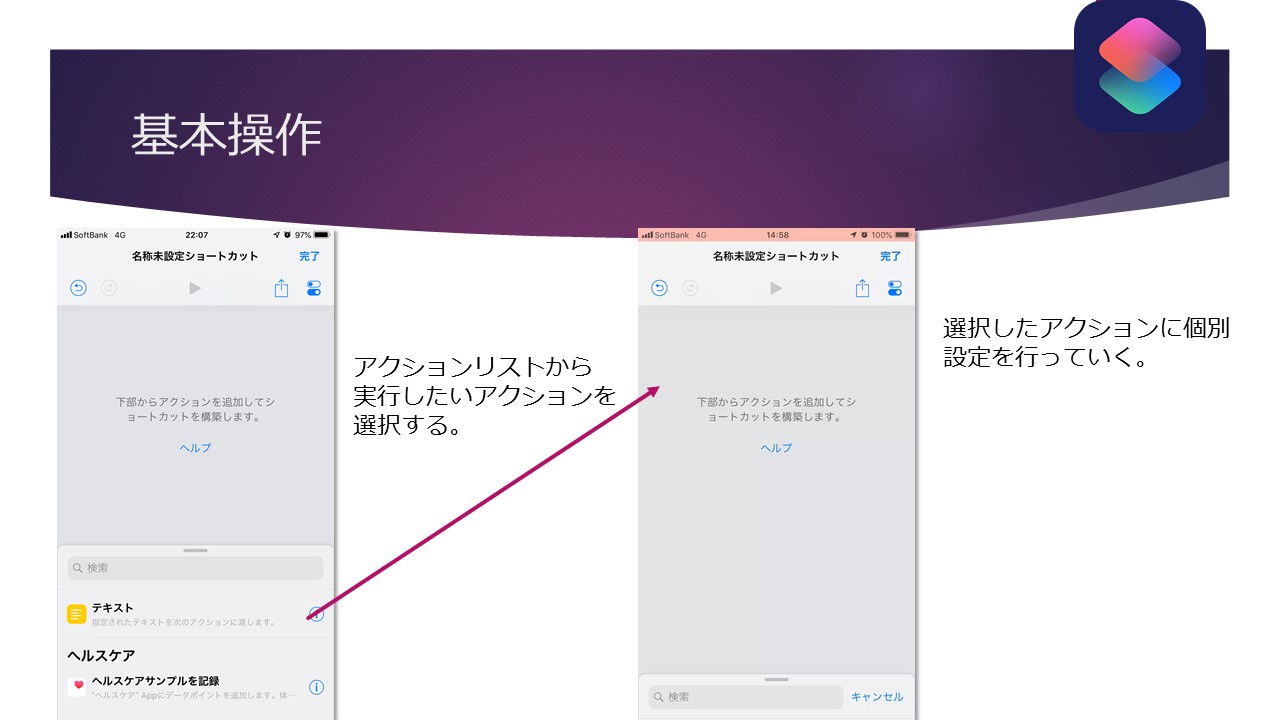 基本操作
SoftBank 4G 22:07 97%
名称未設定ショートカット 完了
下部からアクションを追加してシ
ョートカットを構築します。
ヘルプ
検索
テキスト
指定されたテキストを次のアクションに渡します。
ヘルスケア
ヘルスケアサンプルを記録
"ヘルスケア" Appにデータポイントを追加します。体…
アクションリストから
実行したいアクションを
選択する。
SoftBank 4G 14:58 100%
名称未設定ショートカット 完了
下部からアクションを追加してシ
ョートカットを構築します。
ヘルプ
検索 キャンセル
選択したアクションに個別
設定を行っていく。